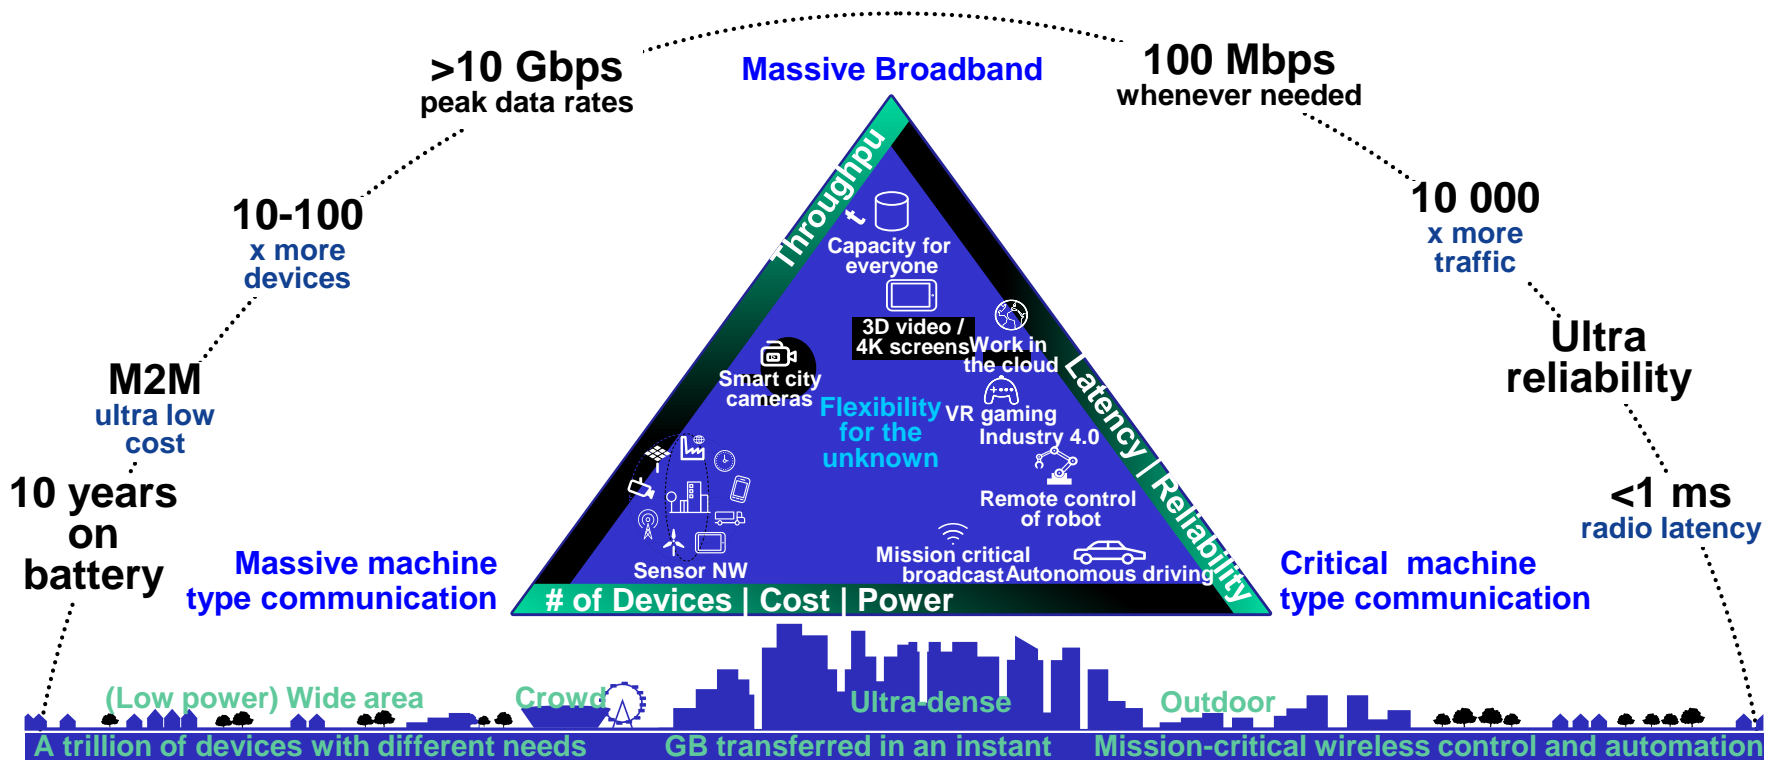 >10 Gbps
peak data rates
Massive Broadband
100 Mbps
whenever needed
10-100
x more
devices
10 000
x more
traffic
M2M
ultra low
cost
Ultra
reliability
10 years
on
battery
<1 ms
radio latency
Throughpu
t
Latency | Reliability
# of Devices | Cost | Power
Capacity for
everyone
3D video /
4K screens
Work in
the cloud
Smart city
cameras
Flexibility
for the
unknown
VR gaming
Industry 4.0
Remote control
of robot
Mission critical
broadcast
Autonomous driving
Sensor NW
Massive machine
type communication
Critical machine
type communication
(Low power) Wide area
Crowd
Ultra-dense
Outdoor
A trillion of devices with different needs
GB transferred in an instant
Mission-critical wireless control and automation